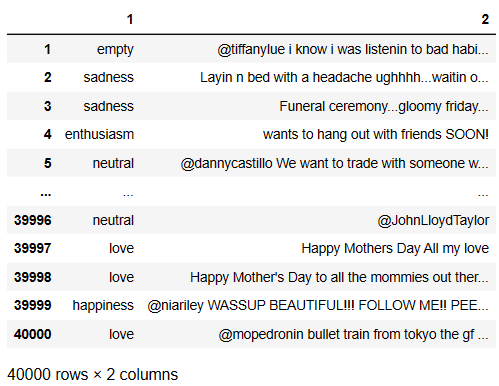 1 2
1 empty @tiffanylue i know i was listenin to bad habi...
2 sadness Layin n bed with a headache ughhhh...waitin o...
3 sadness Funeral ceremony...gloomy friday...
4 enthusiasm wants to hang out with friends SOON!
5 neutral @dannycastillo We want to trade with someone w...
... ... ...
39996 neutral @JohnLloydTaylor
39997 love Happy Mothers Day All my love
39998 love Happy Mother's Day to all the mommies out ther...
39999 happiness @niariley WASSUP BEAUTIFUL!!! FOLLOW ME!! PEE...
40000 love @mopedronin bullet train from tokyo the gf ...
40000 rows × 2 columns